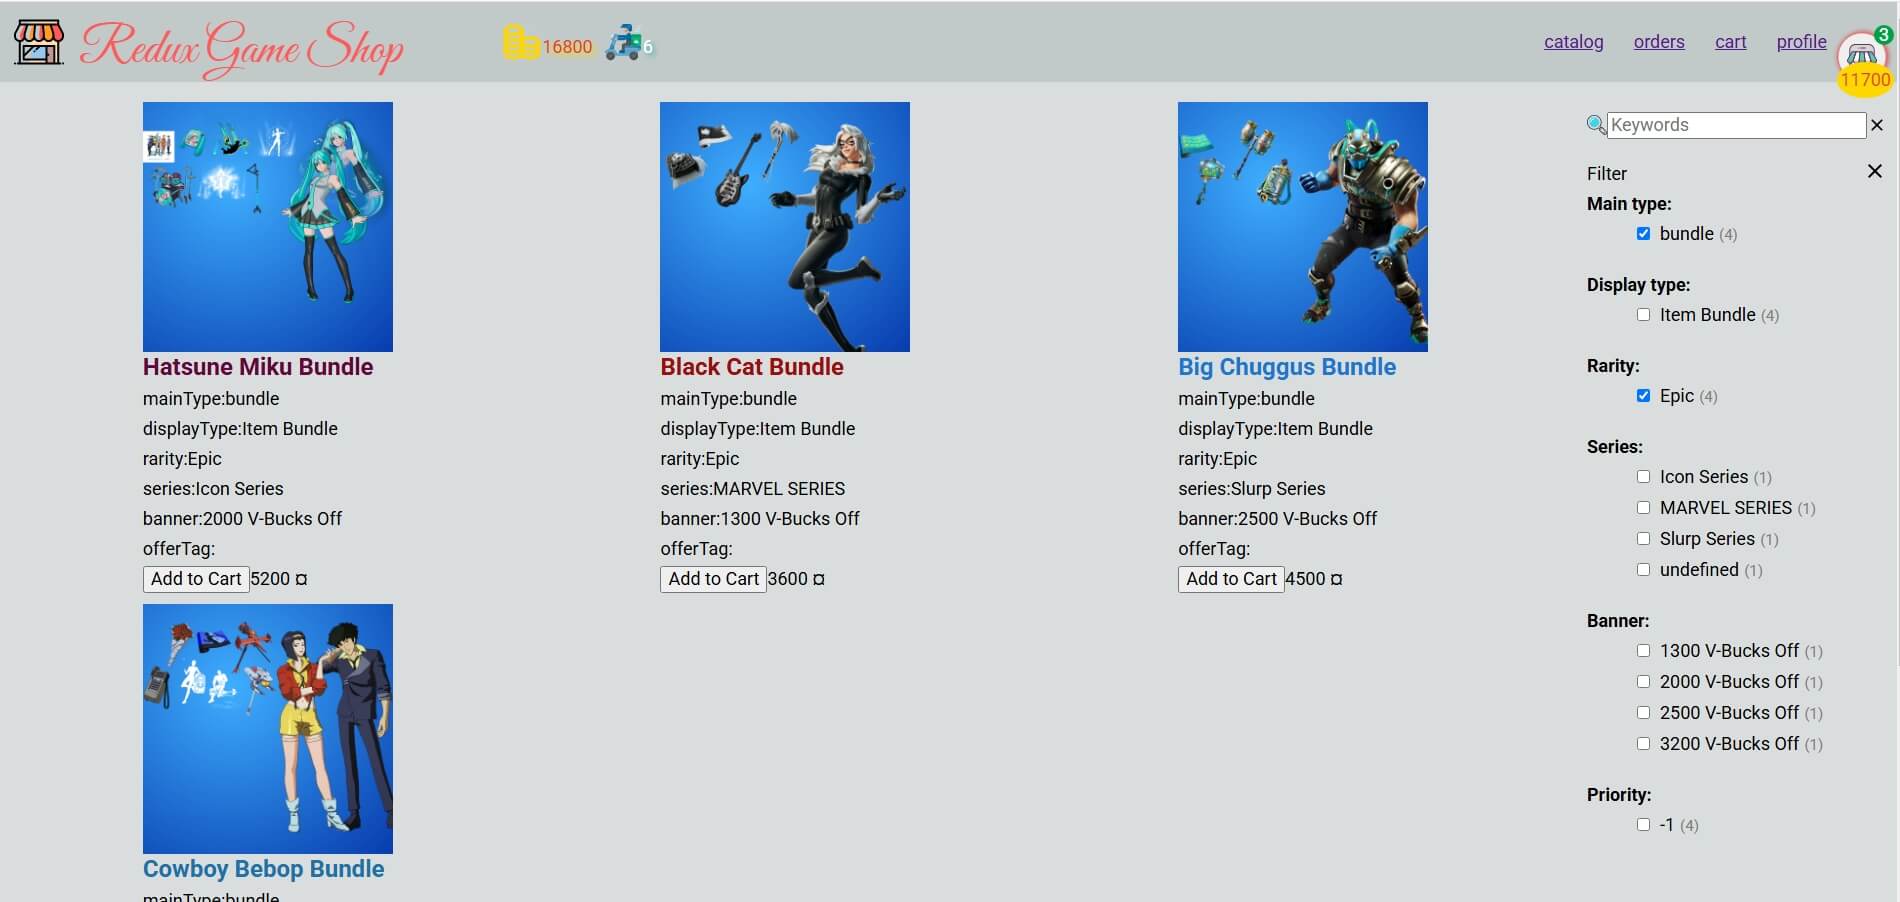 Redux Game Shop
16800
6
catalog orders cart profile
3
11700
Keywords
Filter
Main type:
bundle (4)
Display type:
Item Bundle (4)
Rarity:
Epic (4)
Series:
Icon Series (1)
MARVEL SERIES (1)
Slurp Series (1)
undefined (1)
Banner:
1300 V-Bucks Off (1)
2000 V-Bucks Off (1)
2500 V-Bucks Off (1)
3200 V-Bucks Off (1)
Priority:
-1 (4)
Hatsune Miku Bundle
mainType:bundle
displayType:Item Bundle
rarity:Epic
series:Icon Series
banner:2000 V-Bucks Off
offerTag:
Add to Cart 5200 ¤
Black Cat Bundle
mainType:bundle
displayType:Item Bundle
rarity:Epic
series:MARVEL SERIES
banner:1300 V-Bucks Off
offerTag:
Add to Cart 3600 ¤
Big Chuggus Bundle
mainType:bundle
displayType:Item Bundle
rarity:Epic
series:Slurp Series
banner:2500 V-Bucks Off
offerTag:
Add to Cart 4500 ¤
Cowboy Bebop Bundle
mainType:bundle